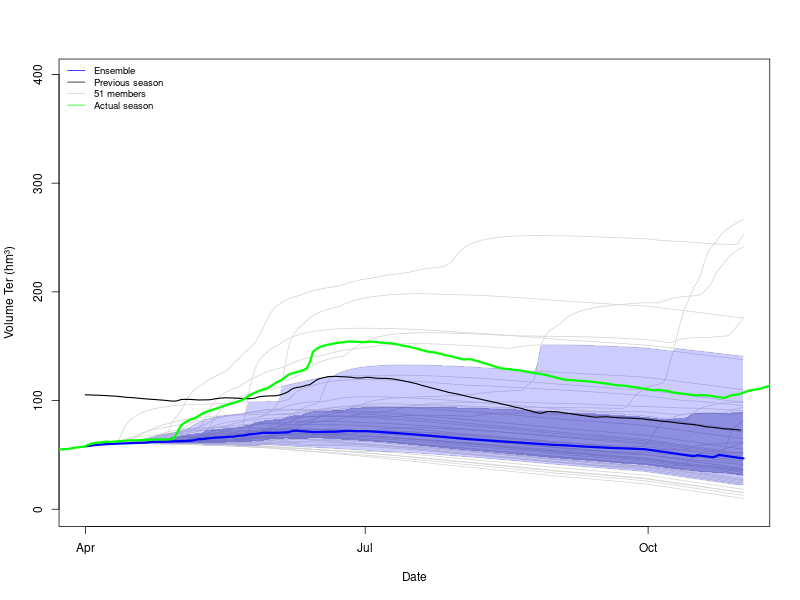 400
300
200
100
0
Volume Ter (hm³)
Ensemble
Previous season
51 members
Actual season
Apr
Jul
Oct
Date